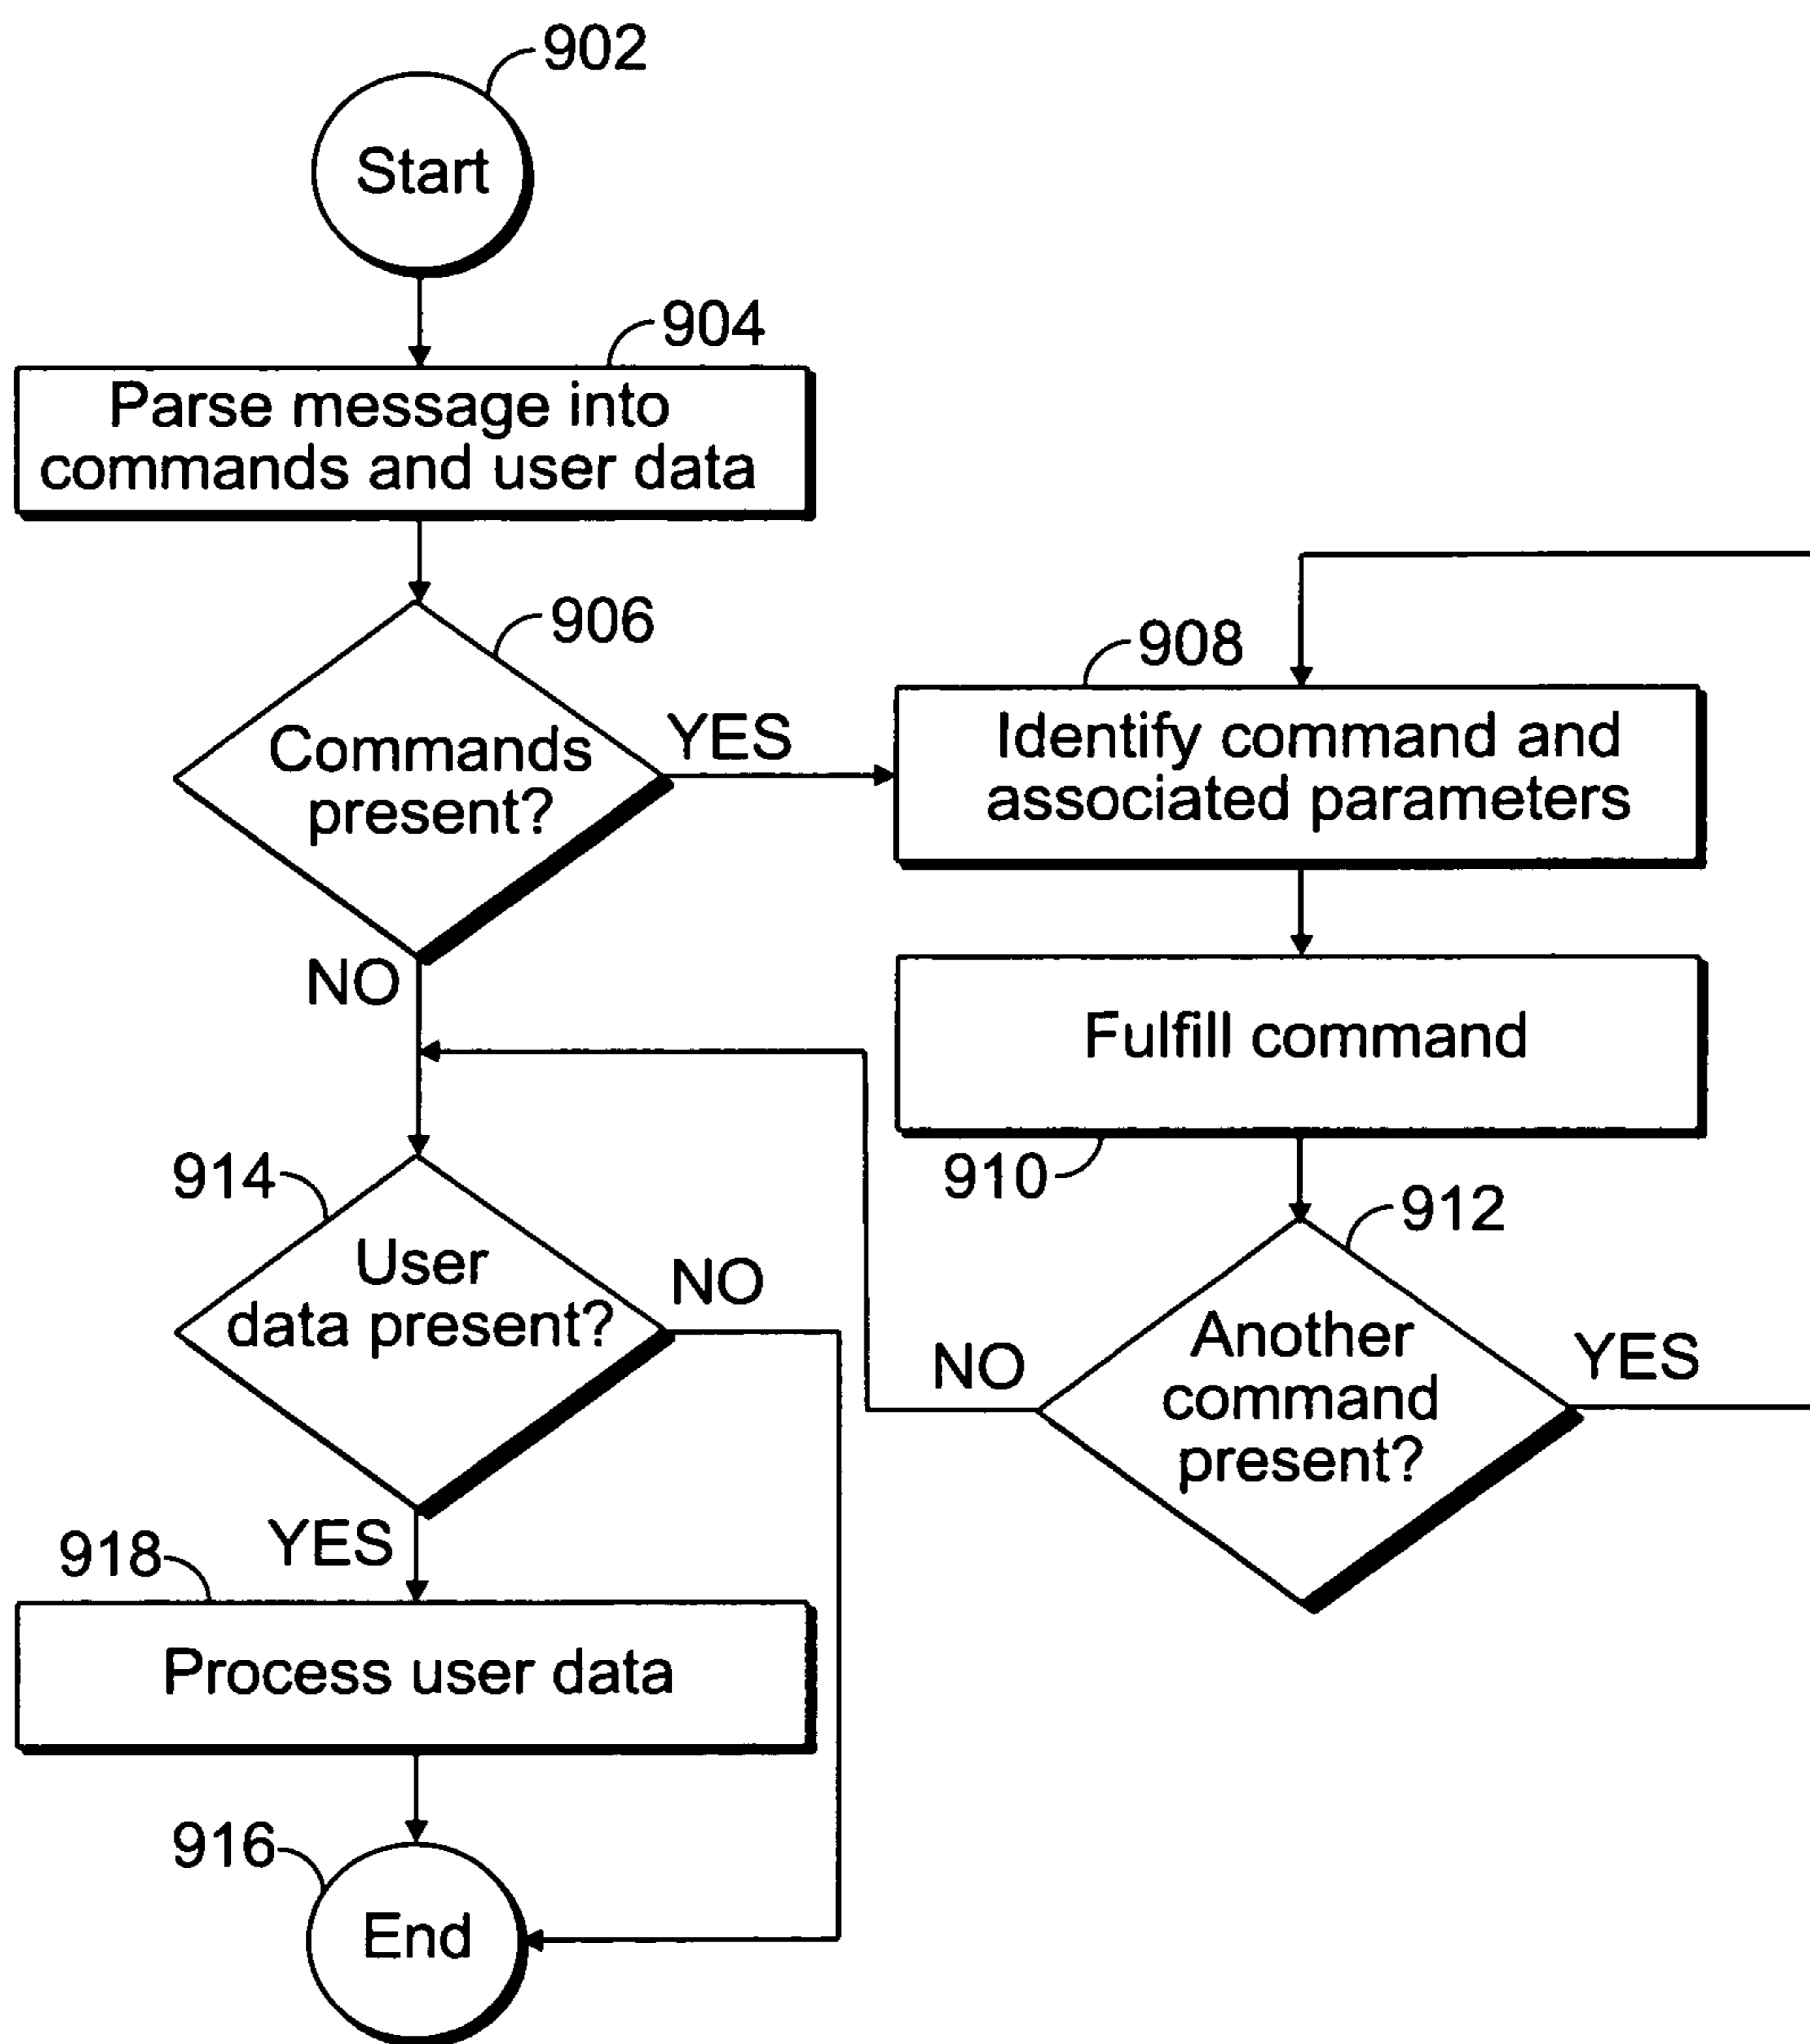 902
Start
904
Parse message into
commands and user data
906
Commands
present?
YES
NO
908
Identify command and
associated parameters
Fulfill command
910
912
Another
command
present?
YES
NO
914
User
data present?
NO
YES
918
Process user data
916
End